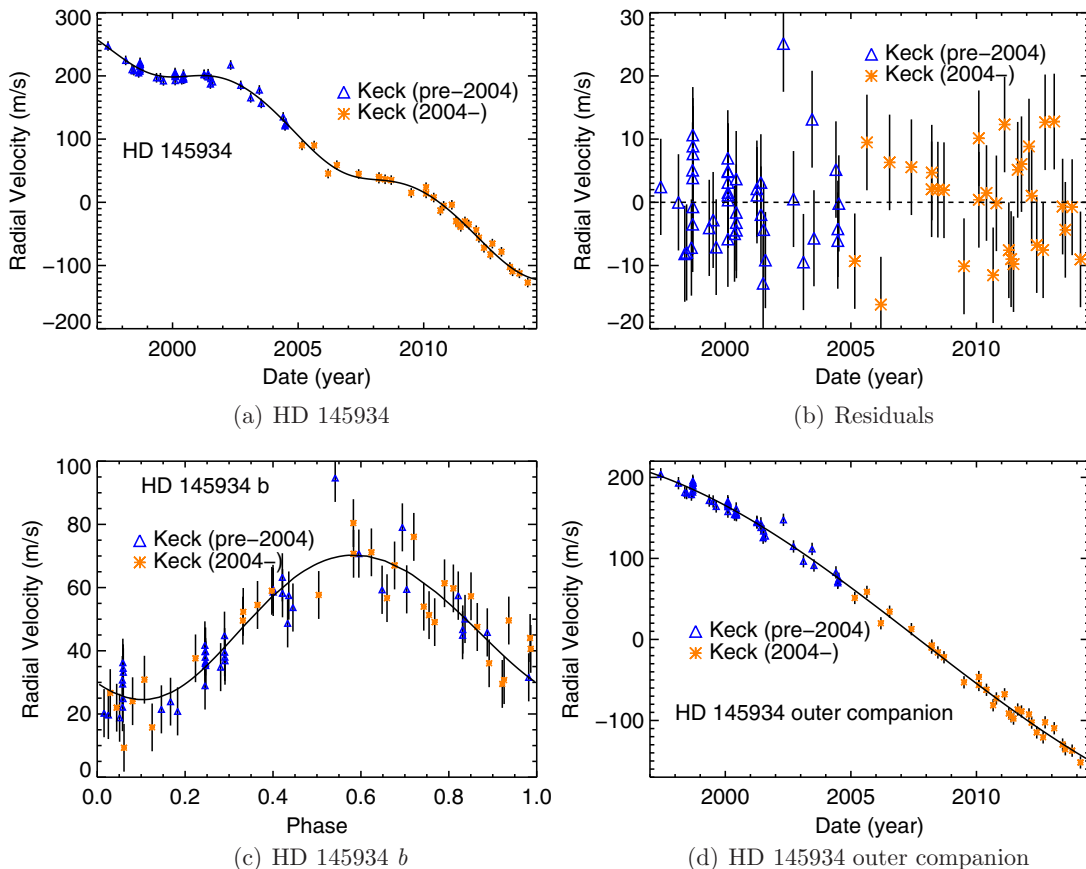 300
200
100
0
−100
−200
Radial Velocity (m/s)
Keck (pre-2004)
Keck (2004-)
HD 145934
2000
2005
2010
Date (year)
(a) HD 145934
30
20
10
0
−10
−20
Radial Velocity (m/s)
Keck (pre-2004)
Keck (2004-)
2000
2005
2010
Date (year)
(b) Residuals
100
80
60
40
20
0
Radial Velocity (m/s)
HD 145934 b
Keck (pre-2004)
Keck (2004-)
0.0
0.2
0.4
0.6
0.8
1.0
Phase
(c) HD 145934 b
200
100
0
−100
Radial Velocity (m/s)
Keck (pre-2004)
Keck (2004-)
HD 145934 outer companion
2000
2005
2010
Date (year)
(d) HD 145934 outer companion